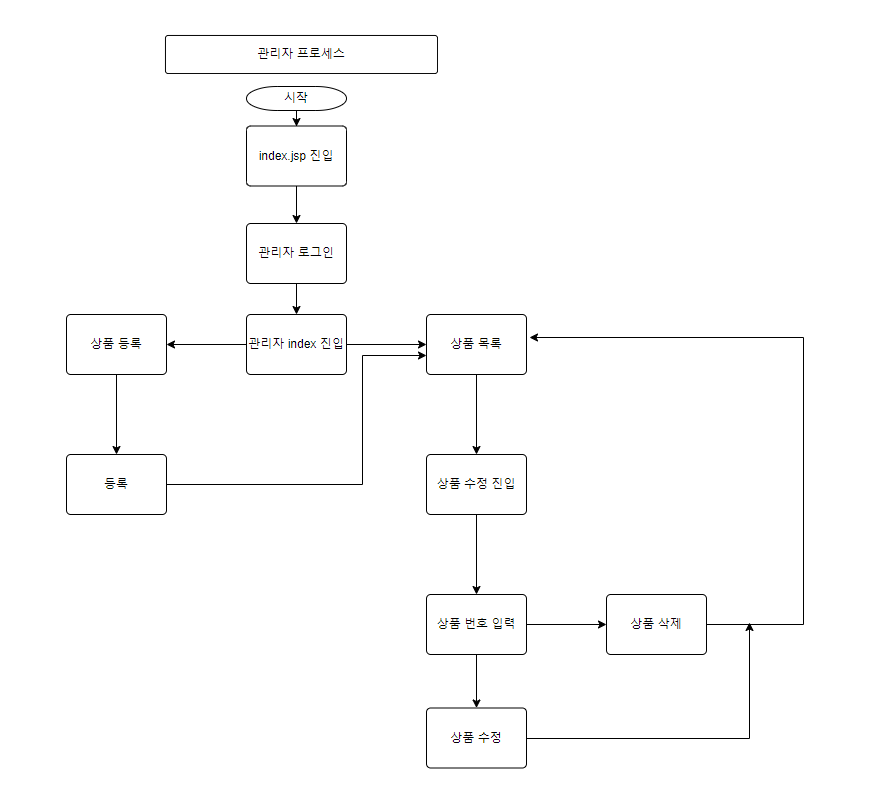 관리자 프로세스
시작
index.jsp 진입
관리자 로그인
상품 등록
관리자 index 진입
상품 목록
등록
상품 수정 진입
상품 번호 입력
상품 삭제
상품 수정